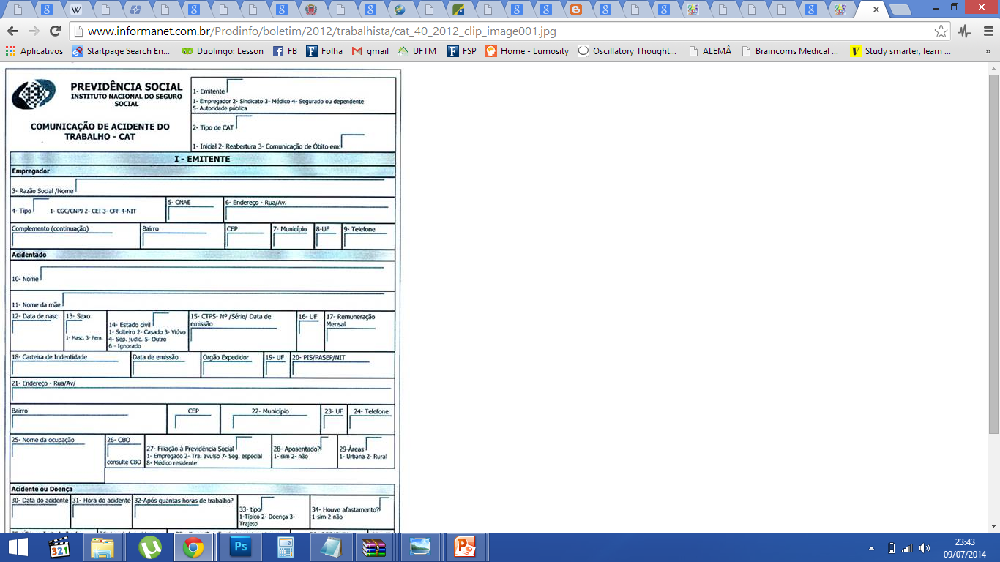 www.informanet.com.br/Prodinfo/boletim/2012/trabalhista/cat_40_2012_clip_image001.jpg
Aplicativos Startpage Search En... Duolingo: Lesson FB Folha gmail UFTM FSP Home - Lumosity Oscillatory Thought... ALEMÃ Braincoms Medical ... Study smarter, learn ... »
PREVIDÊNCIA SOCIAL
INSTITUTO NACIONAL DO SEGURO
SOCIAL
COMUNICAÇÃO DE ACIDENTE DO
TRABALHO - CAT
1- Emitente
1- Empregador 2- Sindicato 3- Médico 4- Segurado ou dependente
5- Autoridade pública
2- Tipo de CAT
1- Inicial 2- Reabertura 3- Comunicação de Óbito em:
I - EMITENTE
Empregador
3- Razão Social /Nome
4- Tipo 1- CGC/CNPJ 2- CEI 3- CPF 4-NIT
5- CNAE
6- Endereço - Rua/Av.
Complemento (continuação) Bairro CEP 7- Município 8-UF 9- Telefone
Acidentado
10- Nome
11- Nome da mãe
12- Data de nasc.
13- Sexo
1- Masc. 3- Fem.
14- Estado civil
1- Solteiro 2- Casado 3- Viúvo
4- Sep. judic. 5- Outro
6 - Ignorado
15- CTPS- Nº /Série/ Data de
emissão
16- UF
17- Remuneração
Mensal
18- Carteira de Indentidade Data de emissão Orgão Expedidor 19- UF 20- PIS/PASEP/NIT
21- Endereço - Rua/Av/
Bairro CEP 22- Município 23- UF 24- Telefone
25- Nome da ocupação
26- CBO
consulte CBO
27- Filiação à Previdência Social
1- Empregado 2- Tra. avulso 7- Seg. especial
8- Médico residente
28- Aposentado?
1- sim 2- não
29-Áreas
1- Urbana 2- Rural
Acidente ou Doença
30- Data do acidente 31- Hora do acidente 32-Após quantas horas de trabalho?
33- tipo
1-Típico 2- Doença 3-
Trajeto
34- Houve afastamento?
1-sim 2-não
321
Ps
23:43
09/07/2014